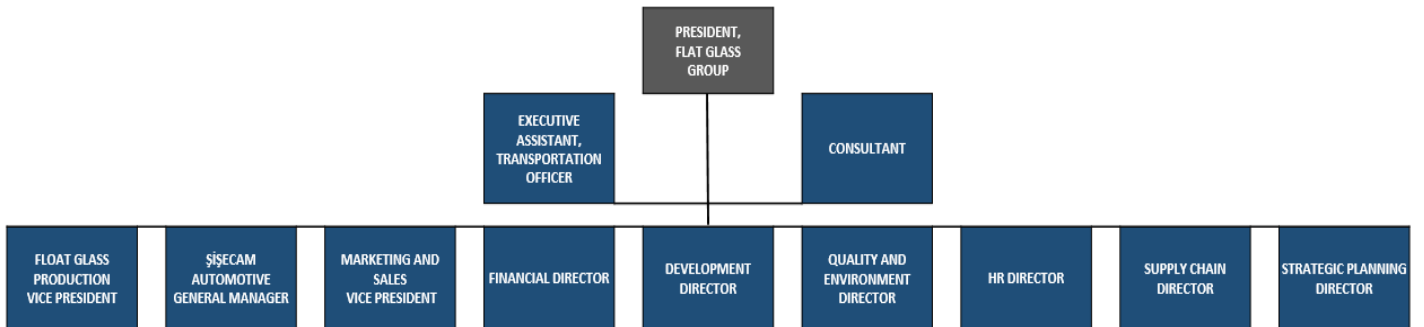 PRESIDENT,
FLAT GLASS
GROUP
EXECUTIVE
ASSISTANT,
TRANSPORTATION
OFFICER
CONSULTANT
FLOAT GLASS
PRODUCTION
VICE PRESIDENT
ŞİŞECAM
AUTOMOTIVE
GENERAL MANAGER
MARKETING AND
SALES
VICE PRESIDENT
FINANCIAL DIRECTOR
DEVELOPMENT
DIRECTOR
QUALITY AND
ENVIRONMENT
DIRECTOR
HR DIRECTOR
SUPPLY CHAIN
DIRECTOR
STRATEGIC PLANNING
DIRECTOR